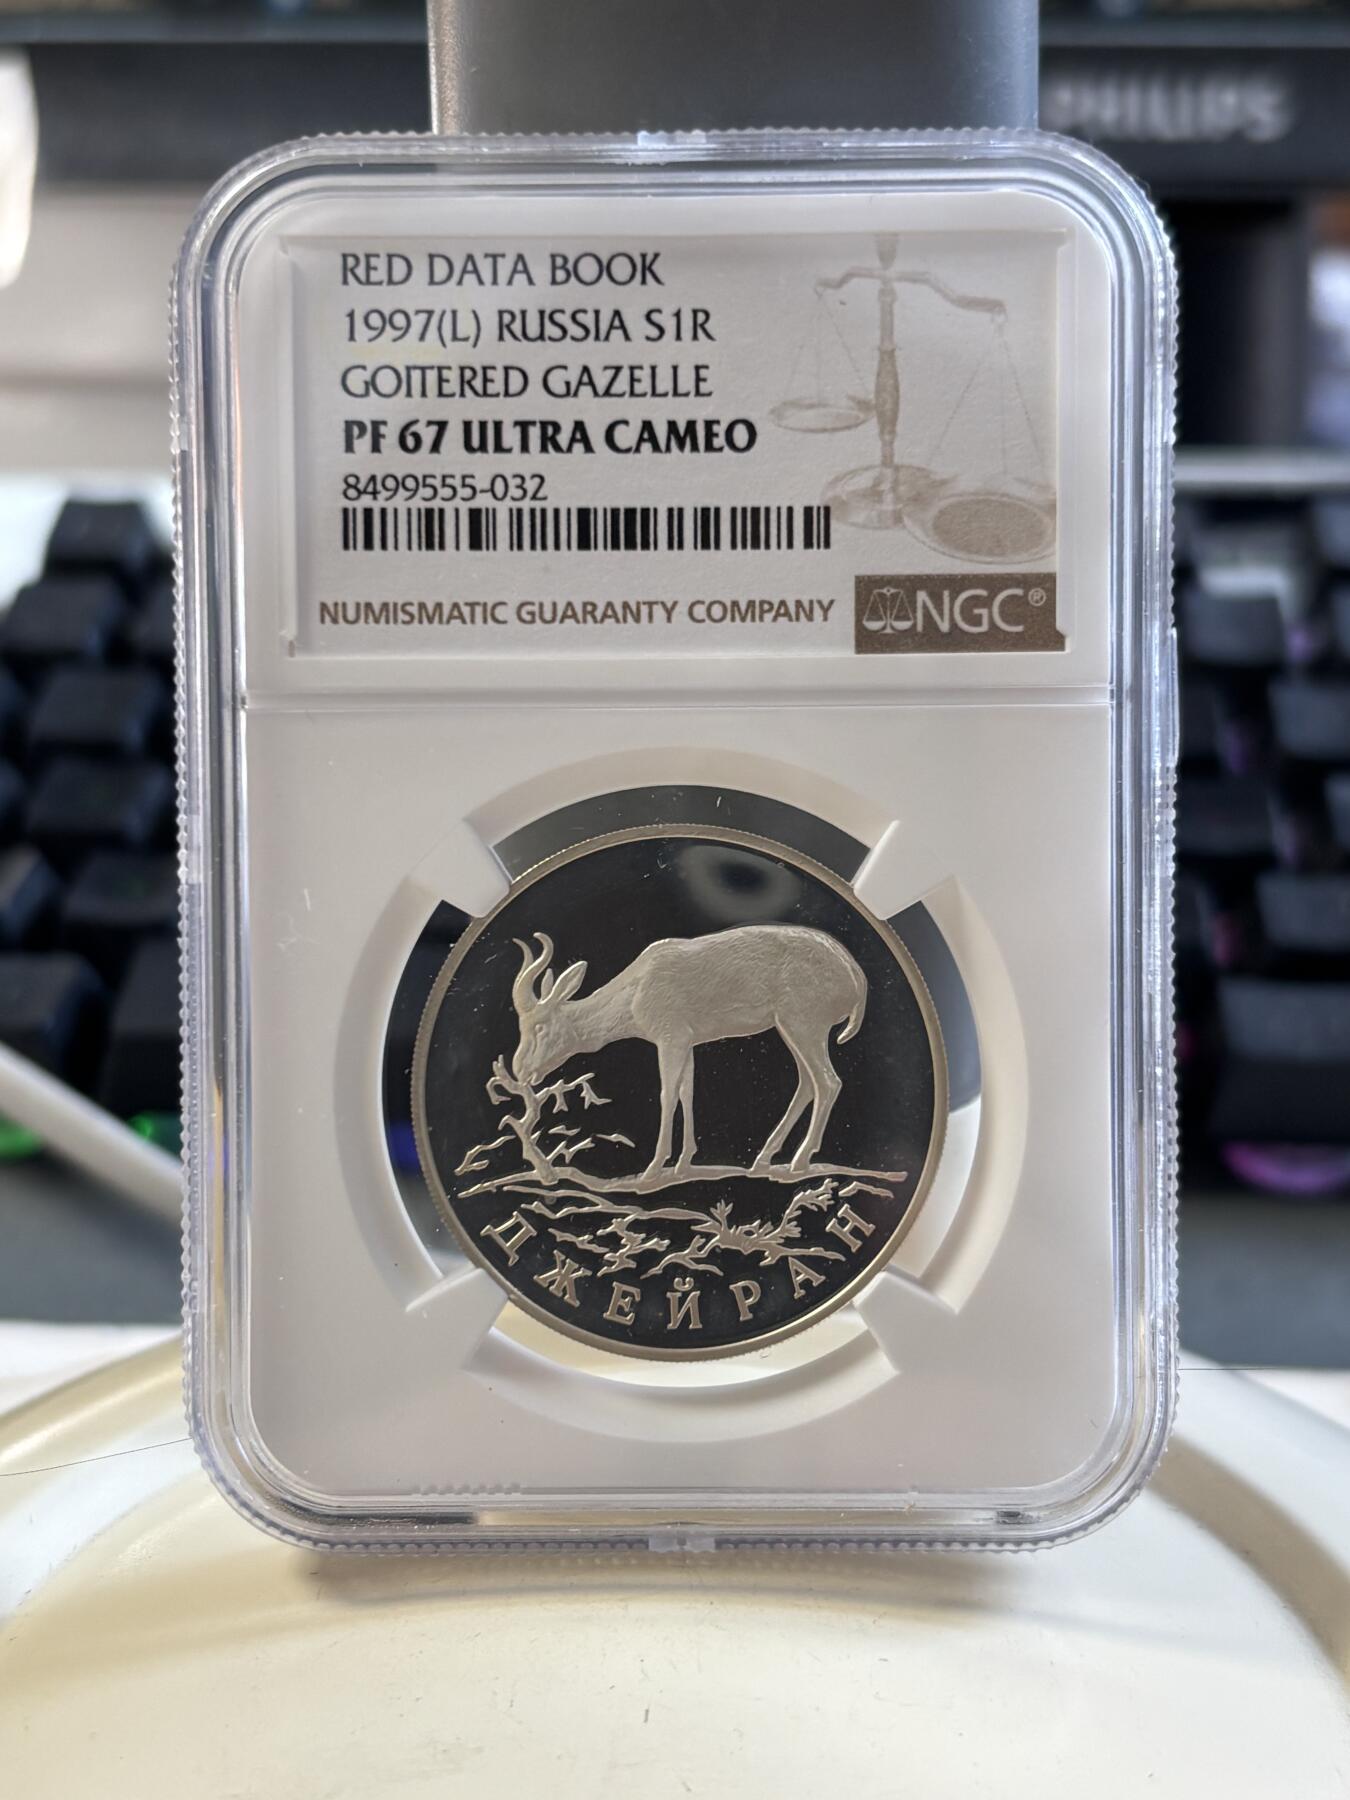 PHILIPS
RED DATA BOOK
1997(L) RUSSIA S1R
GOITERED GAZELLE
PF 67 ULTRA CAMEO
8499555-032
NUMISMATIC GUARANTY COMPANY
NGC®
ДЖЕЙРАН